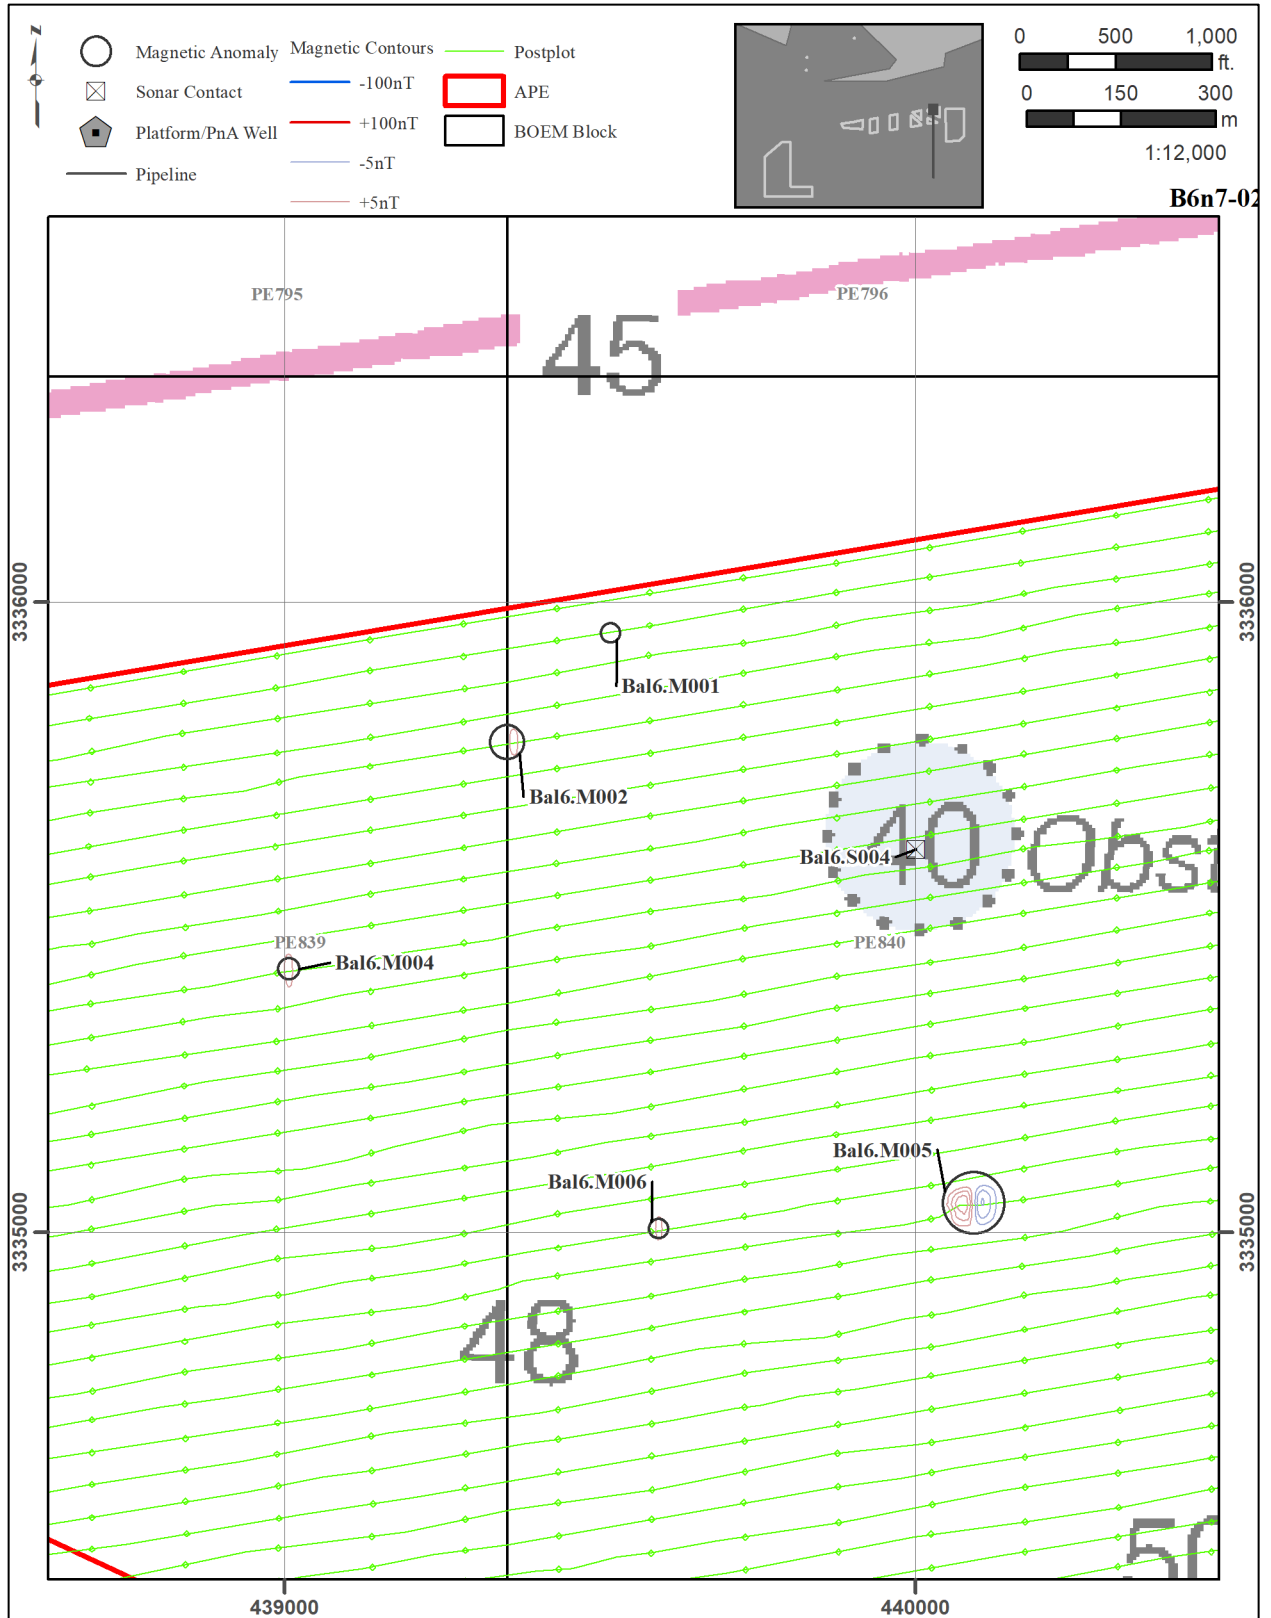 N
Magnetic Anomaly
Sonar Contact
Platform/PnA Well
Pipeline
Magnetic Contours
-100nT
+100nT
-5nT
+5nT
Postplot
APE
BOEM Block
0 500 1,000
ft.
0 150 300
m
1:12,000
B6n7-02
PE795
PE796
45
3336000
3336000
Bal6.M001
Bal6.M002
40 Obs
Bal6.S004
PE839
PE840
Bal6.M004
Bal6.M005
Bal6.M006
3335000
3335000
48
50
439000
440000